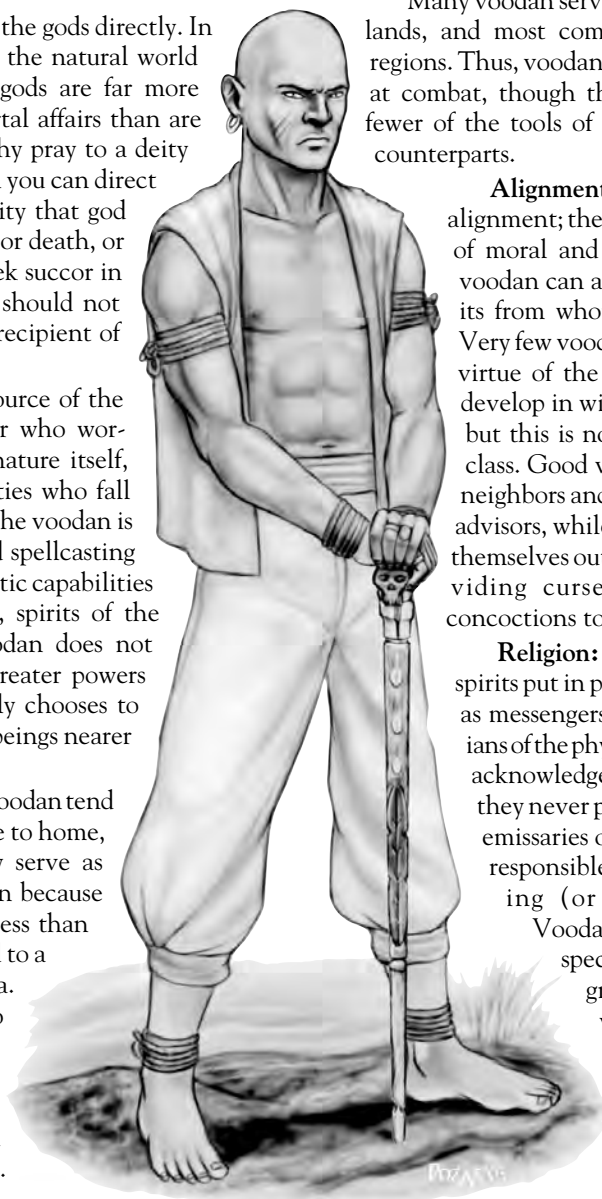 the gods directly. In
the natural world
gods are far more
rtal affairs than are
hy pray to a deity
you can direct
ity that god
or death, or
ek succor in
should not
recipient of
ource of the
r who wor-
nature itself,
ties who fall
he voodan is
l spellcasting
tic capabilities
, spirits of the
odan does not
reater powers
ly chooses to
beings nearer
oodan tend
e to home,
y serve as
n because
ess than
to a
a.
Many voodan serv
lands, and most com
regions. Thus, voodan
at combat, though th
fewer of the tools of
counterparts.
Alignment
alignment; the
of moral and
voodan can a
its from who
Very few vood
virtue of the
develop in wi
but this is no
class. Good v
neighbors and
advisors, while
themselves out
viding curse
concoctions to
Religion:
spirits put in p
as messengers
ians of the phy
acknowledge
they never p
emissaries o
responsible
ing (or
Vooda
spec
gr